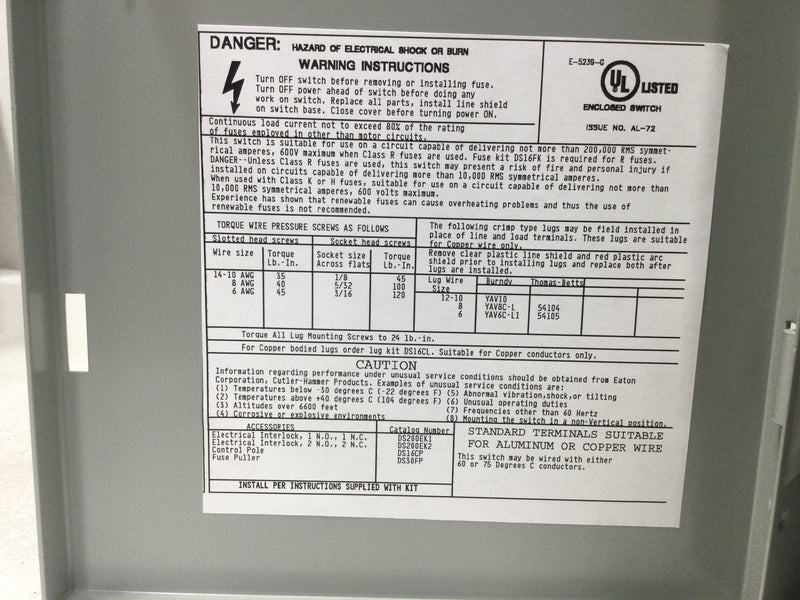 DANGER: HAZARD OF ELECTRICAL SHOCK OR BURN
WARNING INSTRUCTIONS
Turn OFF switch before removing or installing fuse.
Turn OFF power ahead of switch before doing any
work on switch. Replace all parts, install line shield
on switch base. Close cover before turning power ON.
E-5239-G
UL LISTED
ENCLOSED SWITCH
ISSUE NO. AL-72
Continuous load current not to exceed 80% of the rating
of fuses employed in other than motor circuits.
This switch is suitable for use on a circuit capable of delivering not more than 200,000 RMS symmet-
rical amperes, 600V maximum when Class R fuses are used. Fuse kit DS16FK is required for R fuses.
DANGER--Unless Class R fuses are used, this switch may present a risk of fire and personal injury if
installed on circuits capable of delivering more than 10,000 RMS symmetrical amperes.
When used with Class K or H fuses, suitable for use on a circuit capable of delivering not more than
10,000 RMS symmetrical amperes, 600 volts maximum.
Experience has shown that renewable fuses can cause overheating problems and thus the use of
renewable fuses is not recommended.
TORQUE WIRE PRESSURE SCREWS AS FOLLOWS
Slotted head screws Socket head screws
Wire size Torque Socket size Torque
Lb.-In. Across flats Lb.-In.
14-10 AWG 35 1/8 45
8 AWG 40 5/32 100
6 AWG 45 3/16 120
The following crimp type lugs may be field installed in
place of line and load terminals. These lugs are suitable
for Copper wire only.
Remove clear plastic line shield and red plastic arc
shield prior to installing lugs and replace both after
lugs are installed.
Lug Wire Burndy Thomas-Betts
Size
12-10 YAV10
8 YAV8C-L 54104
6 YAV6C-L1 54105
Torque All Lug Mounting Screws to 24 lb.-in.
For Copper bodied lugs order lug kit DS16CL. Suitable for Copper conductors only.
CAUTION
Information regarding performance under unusual service conditions should be obtained from Eaton
Corporation, Cutler-Hammer Products. Examples of unusual service conditions are:
(1) Temperatures below -30 degrees C (-22 degrees F) (5) Abnormal vibration,shock,or tilting
(2) Temperatures above +40 degrees C (104 degrees F) (6) Unusual operating duties
(3) Altitudes over 6600 feet (7) Frequencies other than 60 Hertz
(4) Corrosive or explosive environments (8) Mounting the switch in a non-Vertical position.
ACCESSORIES Catalog Number
Electrical Interlock, 1 N.O., 1 N.C. DS200EK1
Electrical Interlock, 2 N.O., 2 N.C. DS200EK2
Control Pole DS16CP
Fuse Puller DS30FP
INSTALL PER INSTRUCTIONS SUPPLIED WITH KIT
STANDARD TERMINALS SUITABLE
FOR ALUMINUM OR COPPER WIRE
This switch may be wired with either
60 or 75 Degrees C conductors.